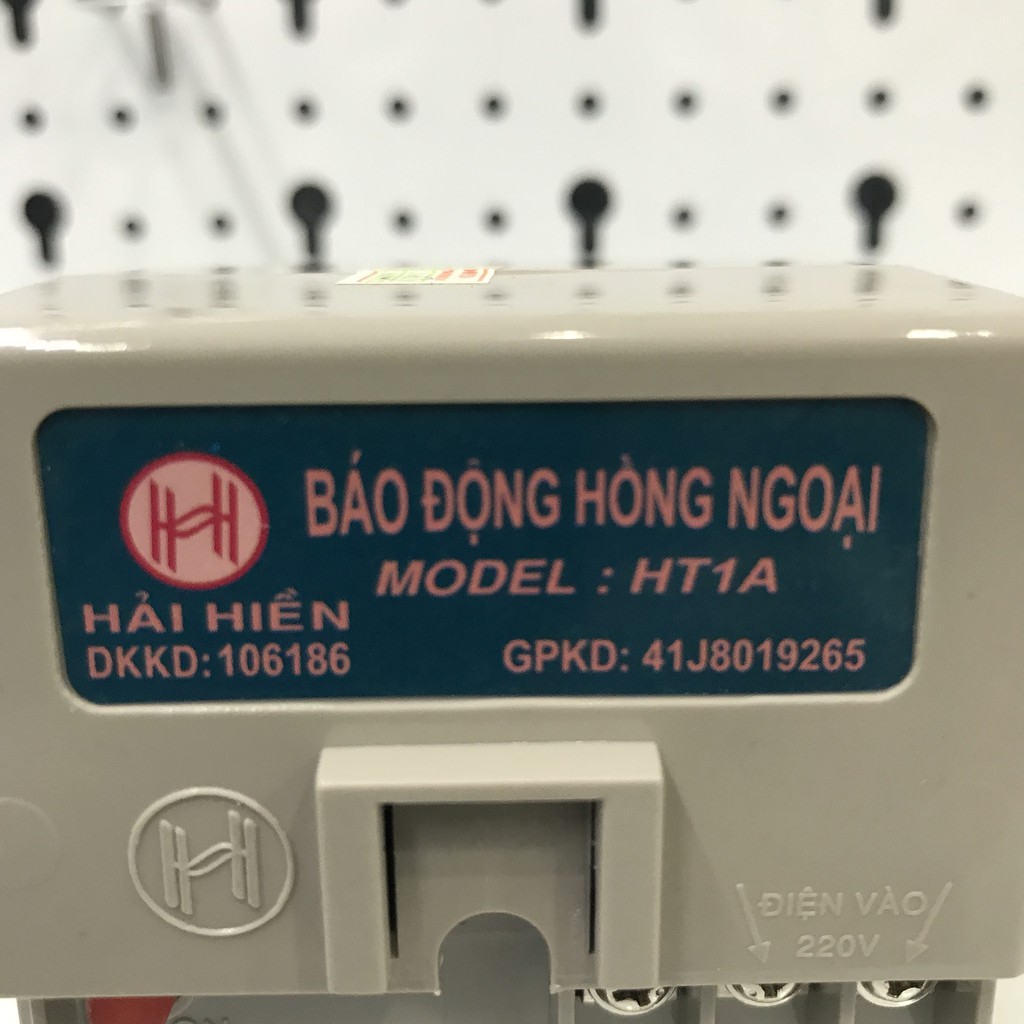 BÁO ĐỘNG HỒNG NGOẠI
MODEL : HT1A
HẢI HIỀN
DKKD: 106186
GPKD: 41J8019265
ĐIỆN VÀO
220V